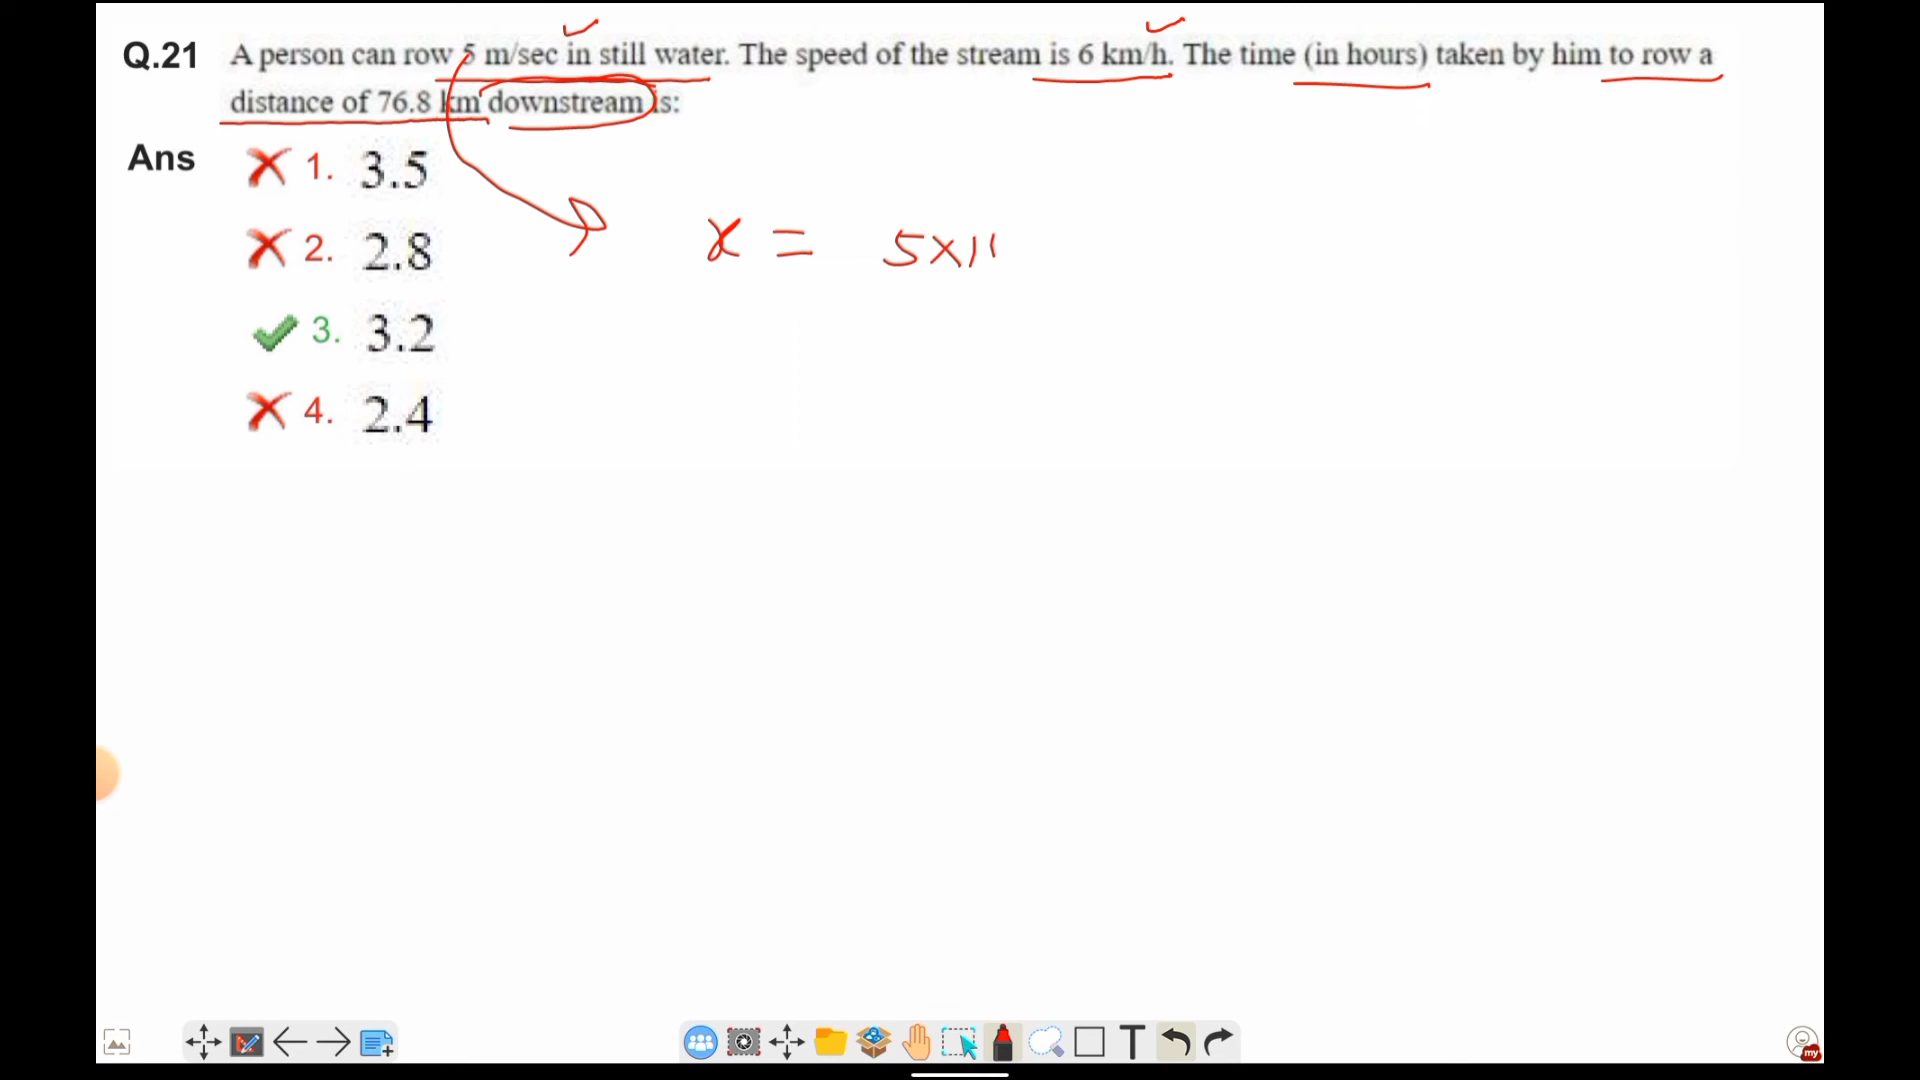 Q.21 A person can row 5 m/sec in still water. The speed of the stream is 6 km/h. The time (in hours) taken by him to row a
distance of 76.8 km downstream is:
Ans 1. 3.5
x = 5×1
2. 2.8
3. 3.2
4. 2.4
T
my